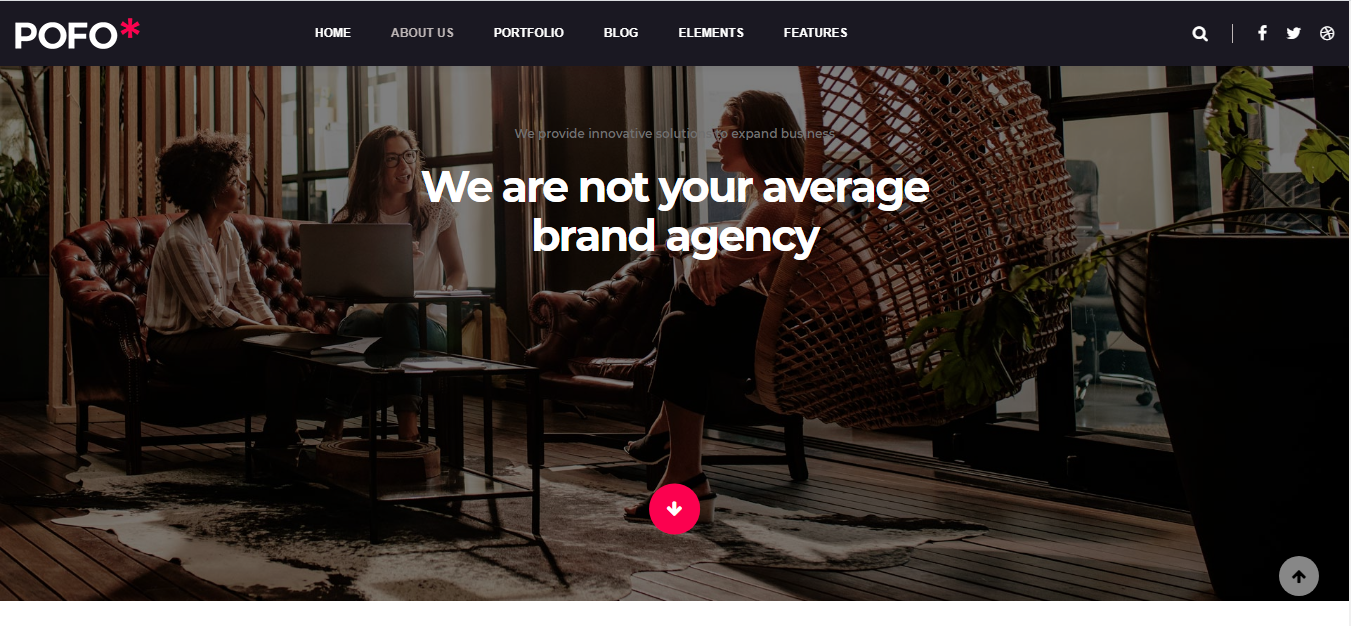 POFO*
HOME ABOUT US PORTFOLIO BLOG ELEMENTS FEATURES
We provide innovative solutions to expand business
We are not your average
brand agency